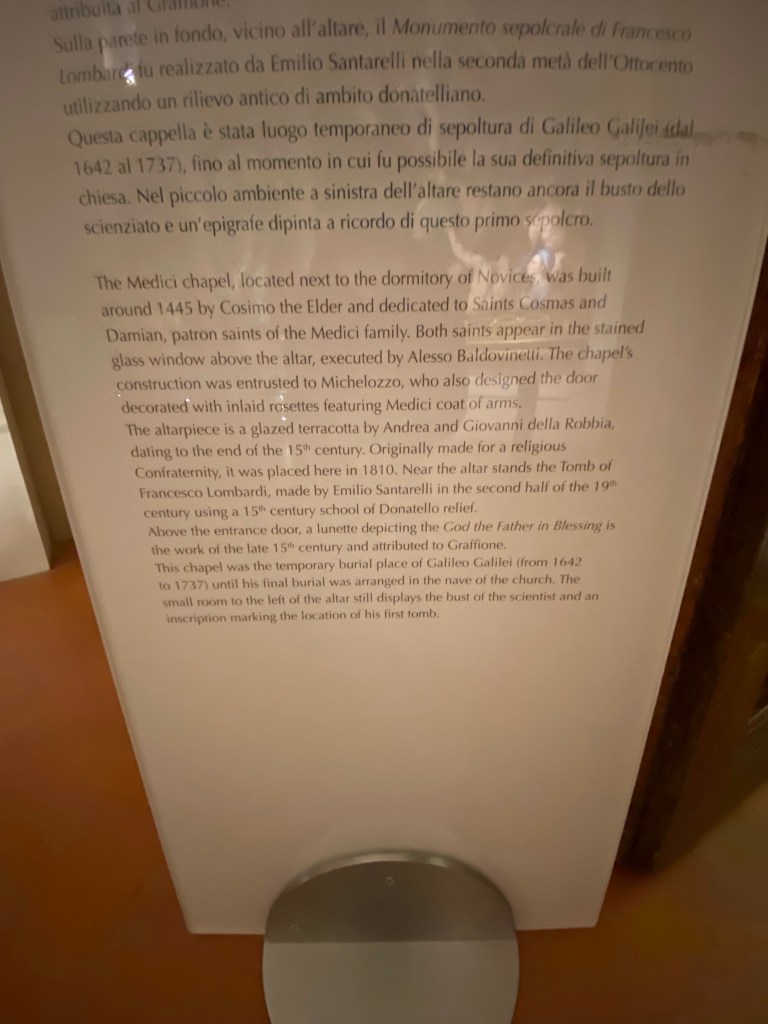 attribuita al Graffione.
Sulla parete in fondo, vicino all'altare, il Monumento sepolcrale di Francesco
Lombardi fu realizzato da Emilio Santarelli nella seconda metà dell'Ottocento
utilizzando un rilievo antico di ambito donatelliano.
Questa cappella è stata luogo temporaneo di sepoltura di Galileo Galilei (dal
1642 al 1737), fino al momento in cui fu possibile la sua definitiva sepoltura in
chiesa. Nel piccolo ambiente a sinistra dell'altare restano ancora il busto dello
scienziato e un'epigrafe dipinta a ricordo di questo primo sepolcro.
The Medici chapel, located next to the dormitory of Novices, was built
around 1445 by Cosimo the Elder and dedicated to Saints Cosmas and
Damian, patron saints of the Medici family. Both saints appear in the stained
glass window above the altar, executed by Alesso Baldovinetti. The chapel's
construction was entrusted to Michelozzo, who also designed the door
decorated with inlaid rosettes featuring Medici coat of arms.
The altarpiece is a glazed terracotta by Andrea and Giovanni della Robbia,
dating to the end of the 15th century. Originally made for a religious
Confraternity, it was placed here in 1810. Near the altar stands the Tomb of
Francesco Lombardi, made by Emilio Santarelli in the second half of the 19th
century using a 15th century school of Donatello relief.
Above the entrance door, a lunette depicting the God the Father in Blessing is
the work of the late 15th century and attributed to Graffione.
This chapel was the temporary burial place of Galileo Galilei (from 1642
to 1737) until his final burial was arranged in the nave of the church. The
small room to the left of the altar still displays the bust of the scientist and an
inscription marking the location of his first tomb.